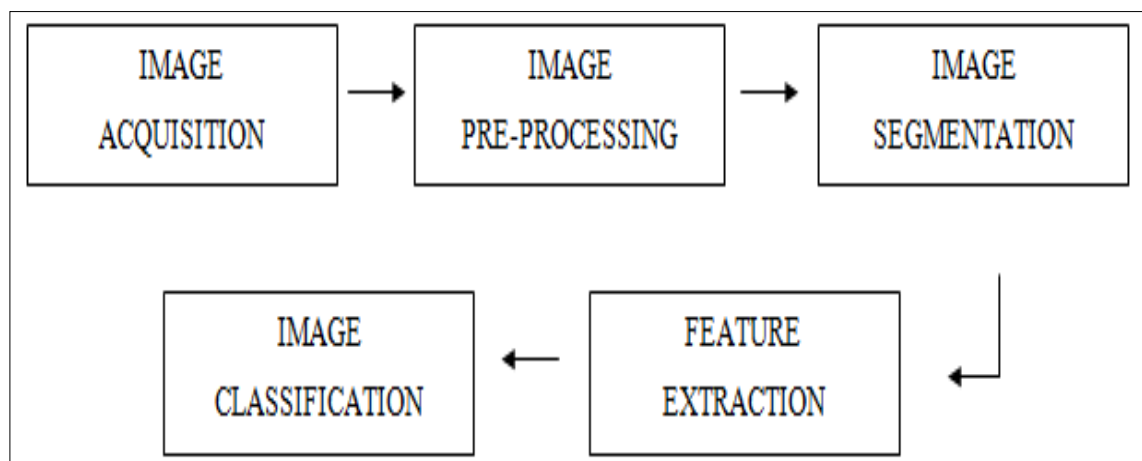 IMAGE
ACQUISITION
IMAGE
PRE-PROCESSING
IMAGE
SEGMENTATION
FEATURE
EXTRACTION
IMAGE
CLASSIFICATION